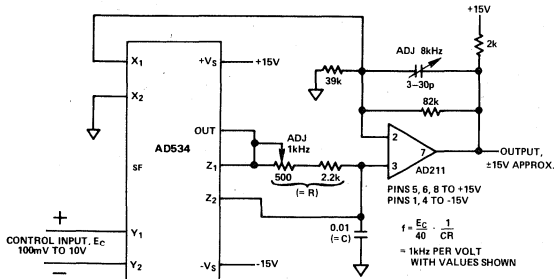 +15V
ADJ 8kHz
2k
X1
+VS
+15V
39k
3–30p
X2
82k
OUT
AD534
ADJ
1kHz
2
7
OUTPUT,
±15V APPROX.
SF
Z1
3
AD211
500
2.2k
(= R)
PINS 5, 6, 8 TO +15V
PINS 1, 4 TO -15V
Z2
+
Y1
0.01
(= C)
f = EC/40 · 1/CR
CONTROL INPUT, EC
100mV TO 10V
= 1kHz PER VOLT
WITH VALUES SHOWN
–
Y2
-VS
-15V